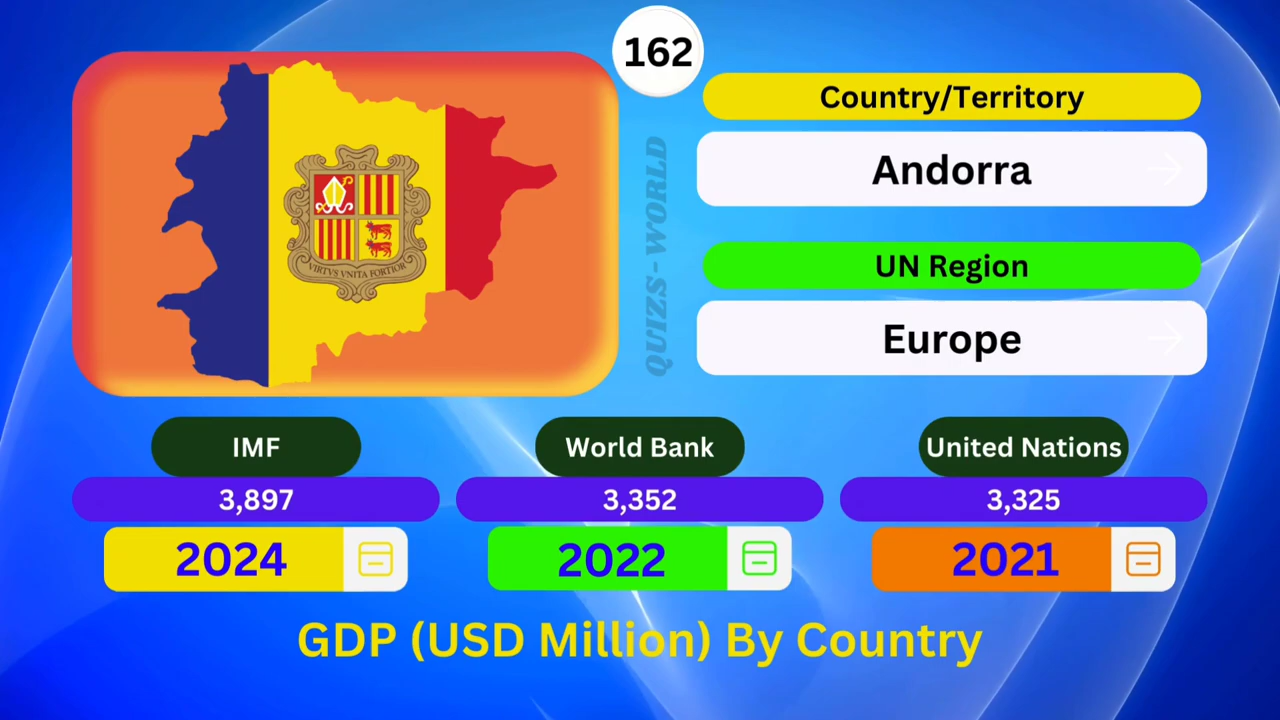 162
Country/Territory
Andorra
UN Region
Europe
QUIZS-WORLD
VIRTVS VNITA FORTIOR
IMF
World Bank
United Nations
3,897
3,352
3,325
2024
2022
2021
GDP (USD Million) By Country